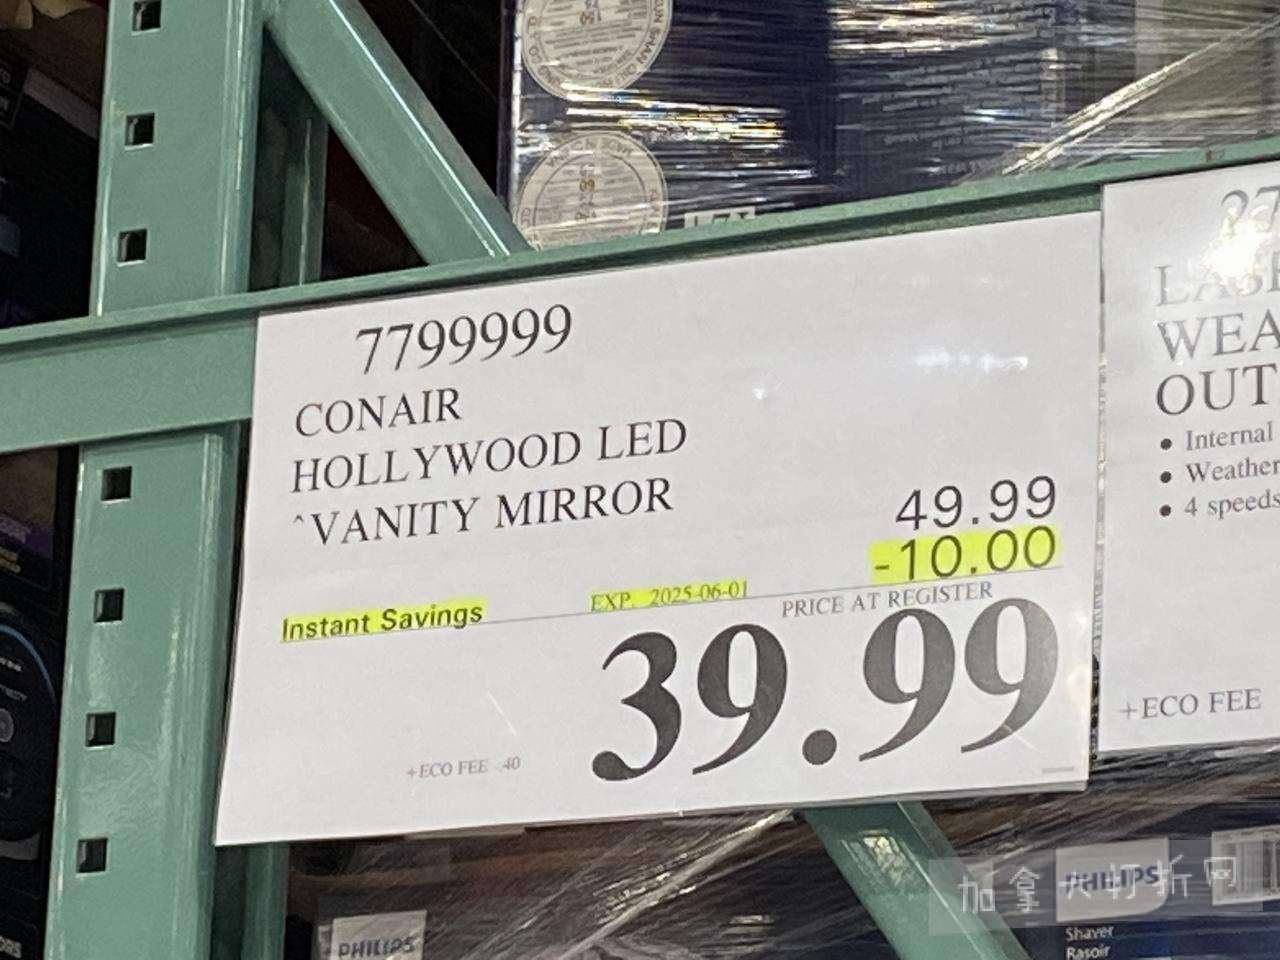 7799999
CONAIR
HOLLYWOOD LED
^VANITY MIRROR
49.99
-10.00
Instant Savings
EXP. 2025-06-01
PRICE AT REGISTER
39.99
+ECO FEE .40
27
LASE
WEA
OUT
• Internal
• Weather
• 4 speeds
+ECO FEE
PHILIPS
PHILIPS
Shaver
Rasoir
加拿大打折网